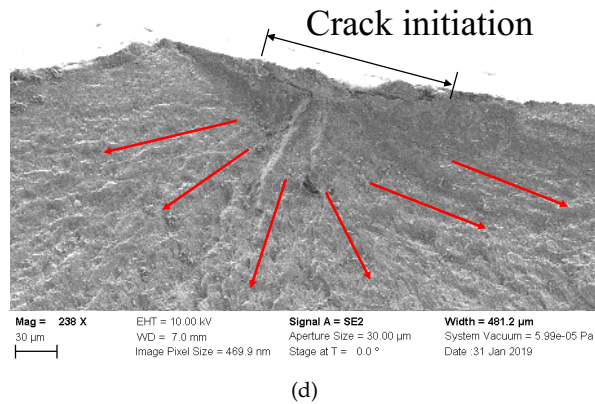 Crack initiation
Mag = 238 X
EHT = 10.00 kV
Signal A = SE2
Width = 481.2 µm
30 µm
WD = 7.0 mm
Aperture Size = 30.00 µm
System Vacuum = 5.99e-05 Pa
Image Pixel Size = 469.9 nm
Stage at T = 0.0 °
Date :31 Jan 2019
(d)